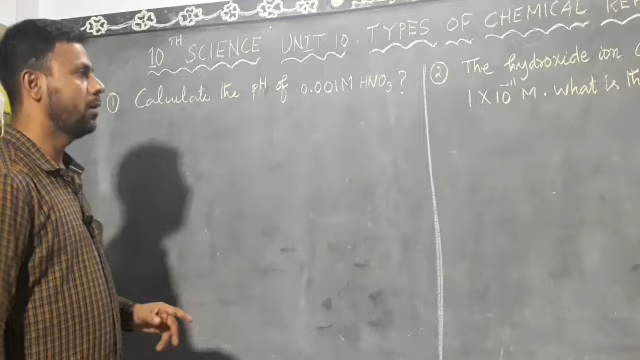 10TH SCIENCE UNIT 10. TYPES OF CHEMICAL
① Calculate the pH of 0.001M HNO₃?
② The hydroxide ion
1 X 10⁻¹¹ M. What is